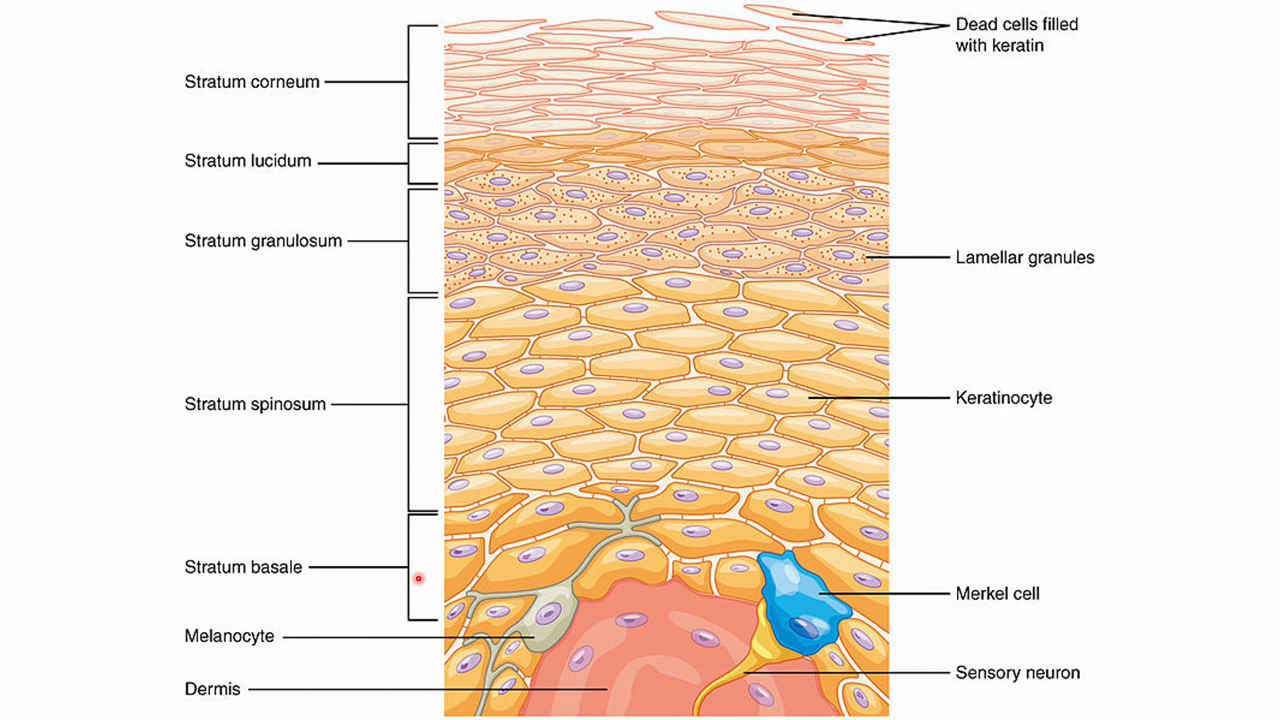 Dead cells filled
with keratin
Stratum corneum
Stratum lucidum
Stratum granulosum
Lamellar granules
Stratum spinosum
Keratinocyte
Stratum basale
Merkel cell
Melanocyte
Sensory neuron
Dermis